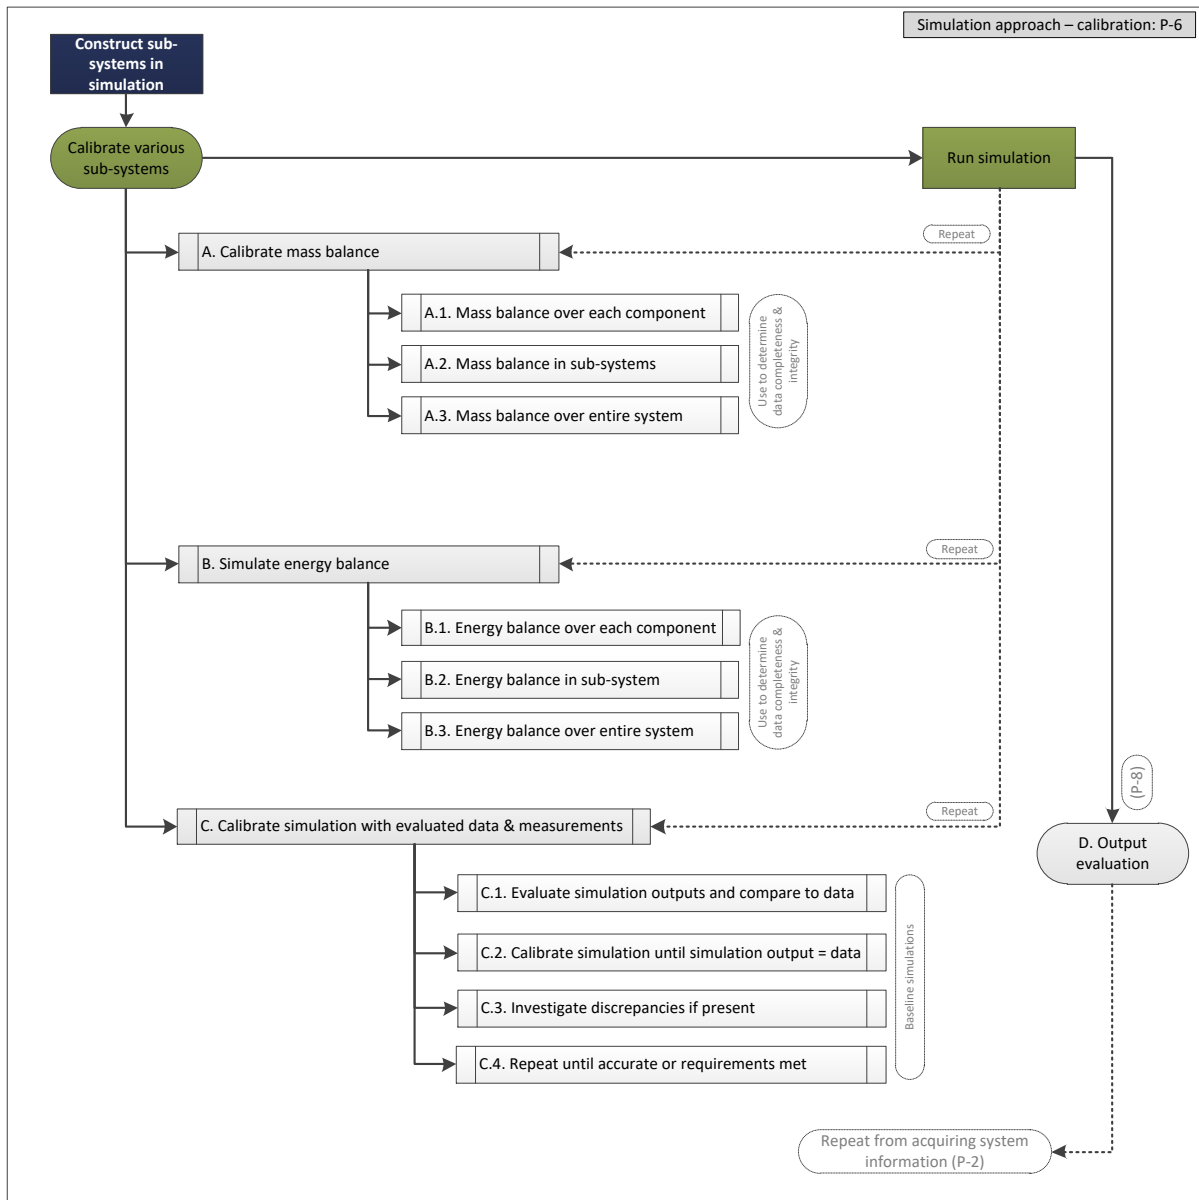 Simulation approach – calibration: P-6
Construct sub-
systems in
simulation
Calibrate various
sub-systems
Run simulation
Repeat
A. Calibrate mass balance
A.1. Mass balance over each component
A.2. Mass balance in sub-systems
A.3. Mass balance over entire system
Use to determine
data completeness &
integrity
Repeat
B. Simulate energy balance
B.1. Energy balance over each component
B.2. Energy balance in sub-system
B.3. Energy balance over entire system
Use to determine
data completeness &
integrity
(P-8)
Repeat
C. Calibrate simulation with evaluated data & measurements
D. Output
evaluation
C.1. Evaluate simulation outputs and compare to data
C.2. Calibrate simulation until simulation output = data
C.3. Investigate discrepancies if present
C.4. Repeat until accurate or requirements met
Baseline simulations
Repeat from acquiring system
information (P-2)